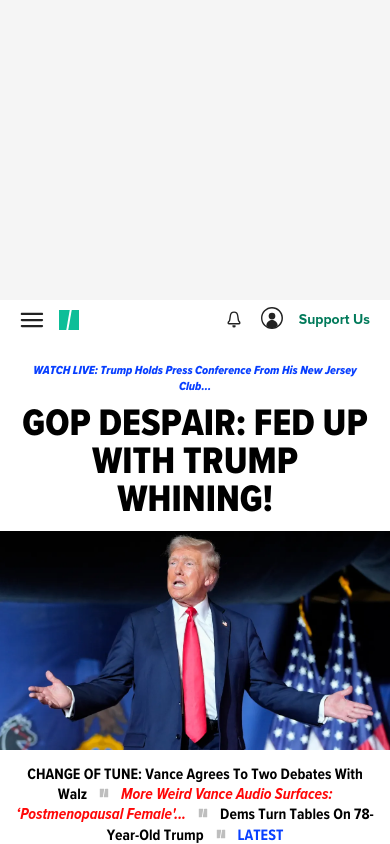 Support Us
WATCH LIVE: Trump Holds Press Conference From His New Jersey
Club...
GOP DESPAIR: FED UP
WITH TRUMP
WHINING!
CHANGE OF TUNE: Vance Agrees To Two Debates With
Walz // More Weird Vance Audio Surfaces:
‘Postmenopausal Female’... // Dems Turn Tables On 78-
Year-Old Trump // LATEST